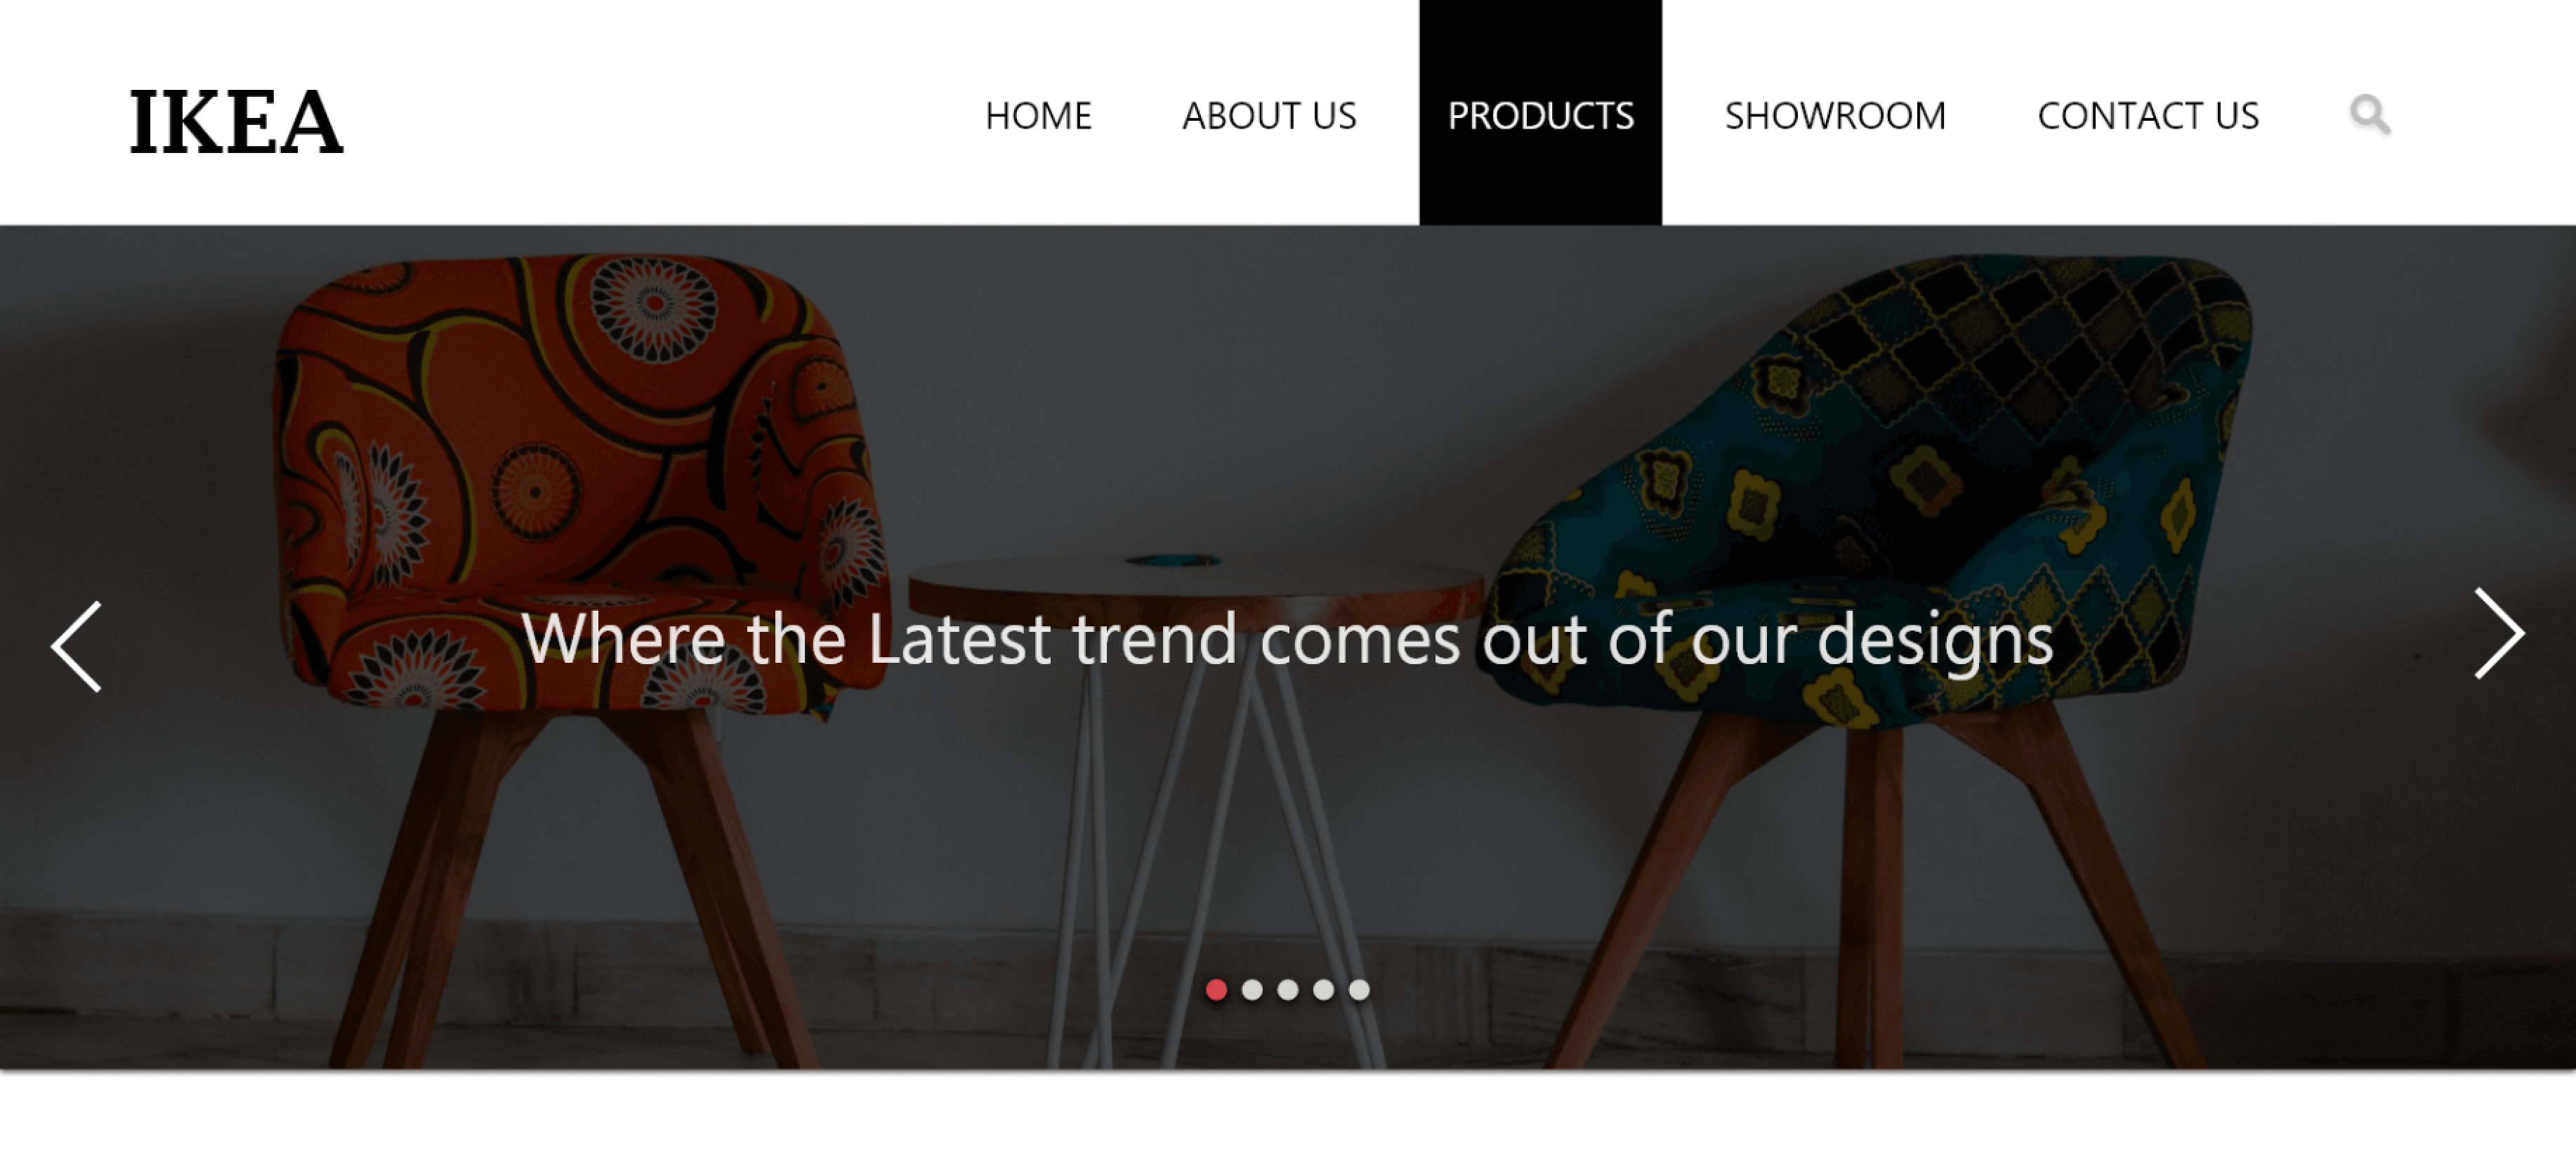 IKEA
HOME ABOUT US PRODUCTS SHOWROOM CONTACT US
Where the Latest trend comes out of our designs